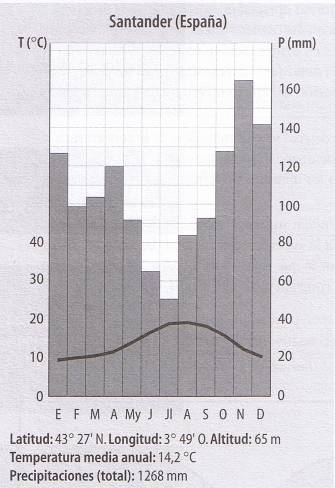 Santander (España)
T (°C) P (mm)
160
140
120
100
40 80
30 60
20 40
10 20
0 0
E F M A My J Jl A S O N D
Latitud: 43° 27' N. Longitud: 3° 49' O. Altitud: 65 m
Temperatura media anual: 14,2 °C
Precipitaciones (total): 1268 mm